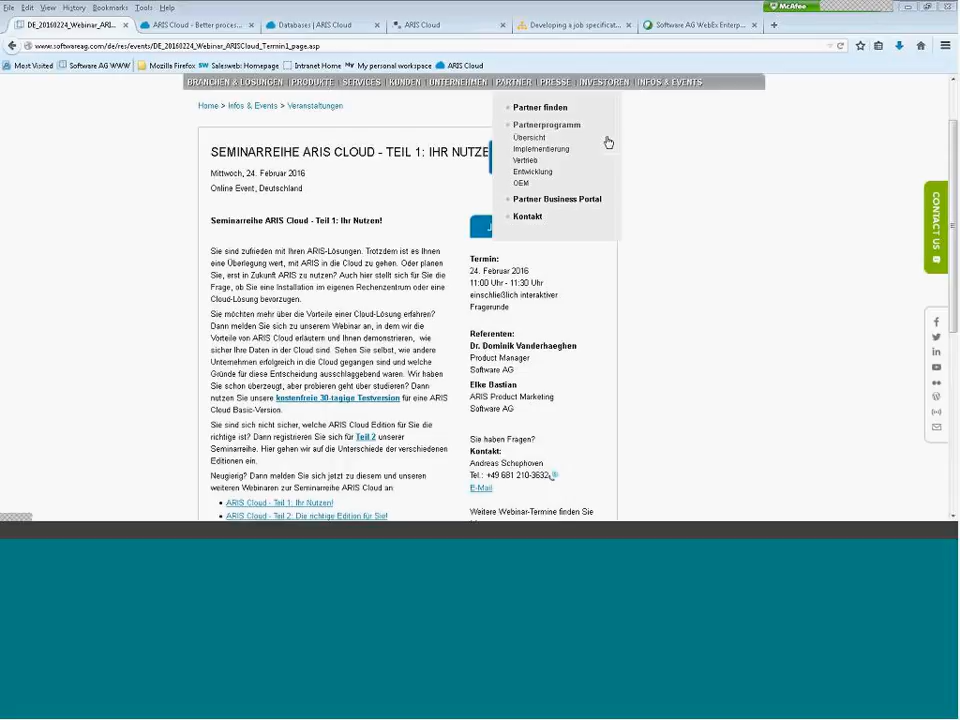 File Edit View History Bookmarks Tools Help
McAfee
DE_20160224_Webinar_ARI... ×
ARIS Cloud - Better proces... ×
Databases | ARIS Cloud ×
ARIS Cloud ×
Developing a job specificat... ×
Software AG WebEx Enterp... ×
www.softwareag.com/de/res/events/DE_20160224_Webinar_ARISCloud_Termin1_page.asp
Most Visited Software AG WWW Mozilla Firefox Salesweb: Homepage Intranet Home My personal workspace ARIS Cloud
BRANCHEN & LÖSUNGEN | PRODUKTE | SERVICES | KUNDEN | UNTERNEHMEN | PARTNER | PRESSE | INVESTOREN | INFOS & EVENTS
Home > Infos & Events > Veranstaltungen
Partner finden
Partnerprogramm
Übersicht
Implementierung
Vertrieb
Entwicklung
OEM
Partner Business Portal
Kontakt
SEMINARREIHE ARIS CLOUD - TEIL 1: IHR NUTZE
Mittwoch, 24. Februar 2016
Online Event, Deutschland
Seminarreihe ARIS Cloud - Teil 1: Ihr Nutzen!
Sie sind zufrieden mit Ihren ARIS-Lösungen. Trotzdem ist es Ihnen
eine Überlegung wert, mit ARIS in die Cloud zu gehen. Oder planen
Sie, erst in Zukunft ARIS zu nutzen? Auch hier stellt sich für Sie die
Frage, ob Sie eine Installation im eigenen Rechenzentrum oder eine
Cloud-Lösung bevorzugen.
Sie möchten mehr über die Vorteile einer Cloud-Lösung erfahren?
Dann melden Sie sich zu unserem Webinar an, in dem wir die
Vorteile von ARIS Cloud erläutern und Ihnen demonstrieren, wie
sicher Ihre Daten in der Cloud sind. Sehen Sie selbst, wie andere
Unternehmen erfolgreich in die Cloud gegangen sind und welche
Gründe für diese Entscheidung ausschlaggebend waren. Wir haben
Sie schon überzeugt, aber probieren geht über studieren? Dann
nutzen Sie unsere kostenfreie 30-tägige Testversion für eine ARIS
Cloud Basic-Version.
Sie sind sich nicht sicher, welche ARIS Cloud Edition für Sie die
richtige ist? Dann registrieren Sie sich für Teil 2 unserer
Seminarreihe. Hier gehen wir auf die Unterschiede der verschiedenen
Editionen ein.
Neugierig? Dann melden Sie sich jetzt zu diesem und unseren
weiteren Webinaren zur Seminarreihe ARIS Cloud an:
• ARIS Cloud - Teil 1: Ihr Nutzen!
• ARIS Cloud - Teil 2: Die richtige Edition für Sie!
J
Termin:
24. Februar 2016
11:00 Uhr - 11:30 Uhr
einschließlich interaktiver
Fragerunde
Referenten:
Dr. Dominik Vanderhaeghen
Product Manager
Software AG
Elke Bastian
ARIS Product Marketing
Software AG
Sie haben Fragen?
Kontakt:
Andreas Schophoven
Tel.: +49 681 210-3632
E-Mail
Weitere Webinar-Termine finden Sie
CONTACT US